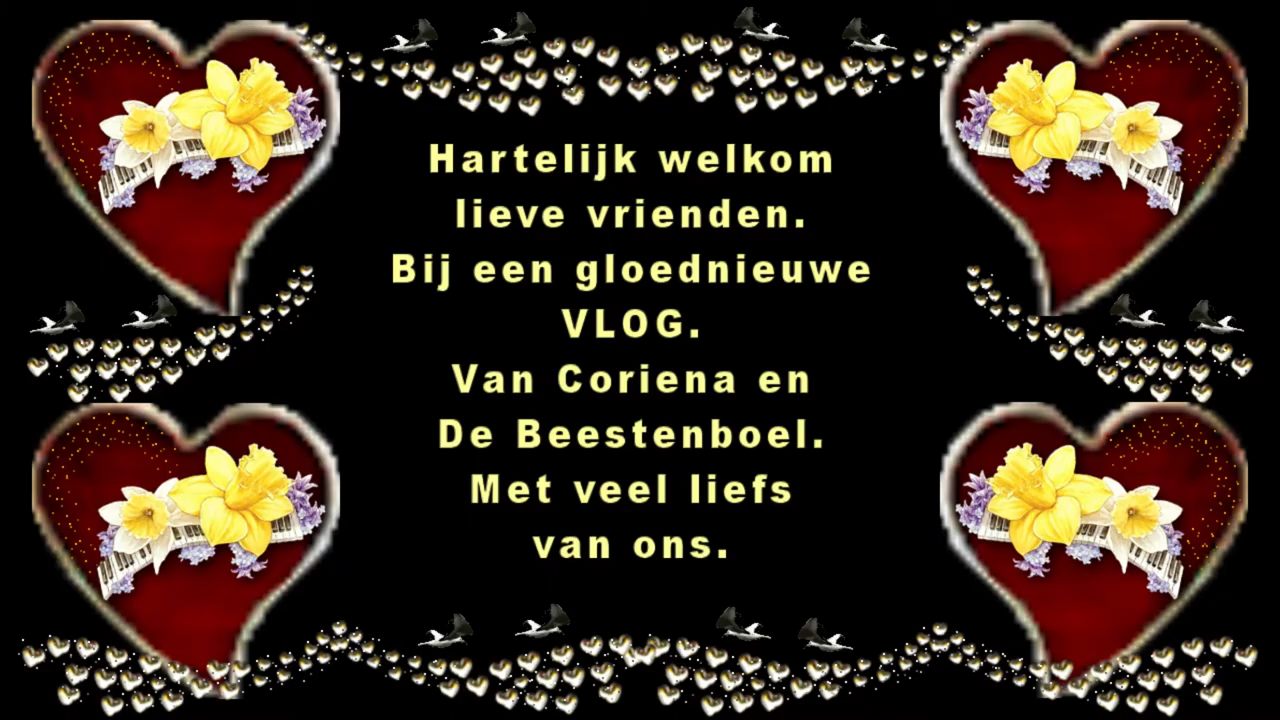 Hartelijk welkom
lieve vrienden.
Bij een gloednieuwe
VLOG.
Van Coriena en
De Beestenboel.
Met veel liefs
van ons.